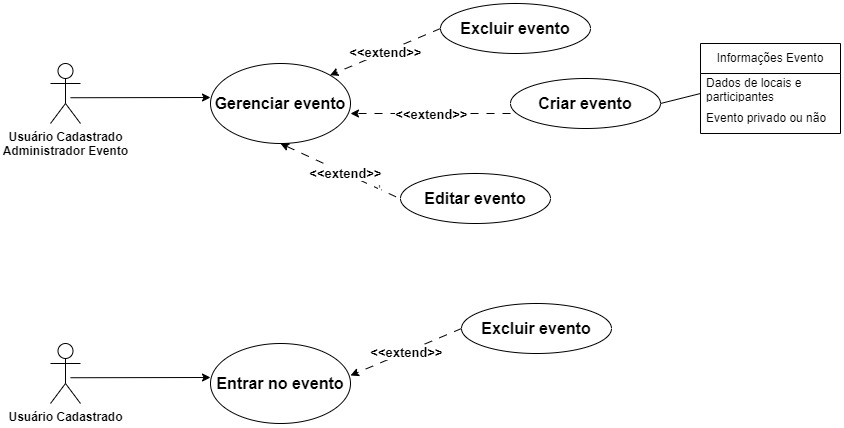 Excluir evento
<<extend>>
Informações Evento
Dados de locais e
participantes
Evento privado ou não
Gerenciar evento
Criar evento
<<extend>>
Usuário Cadastrado
Administrador Evento
<<extend>>
Editar evento
Excluir evento
<<extend>>
Entrar no evento
Usuário Cadastrado